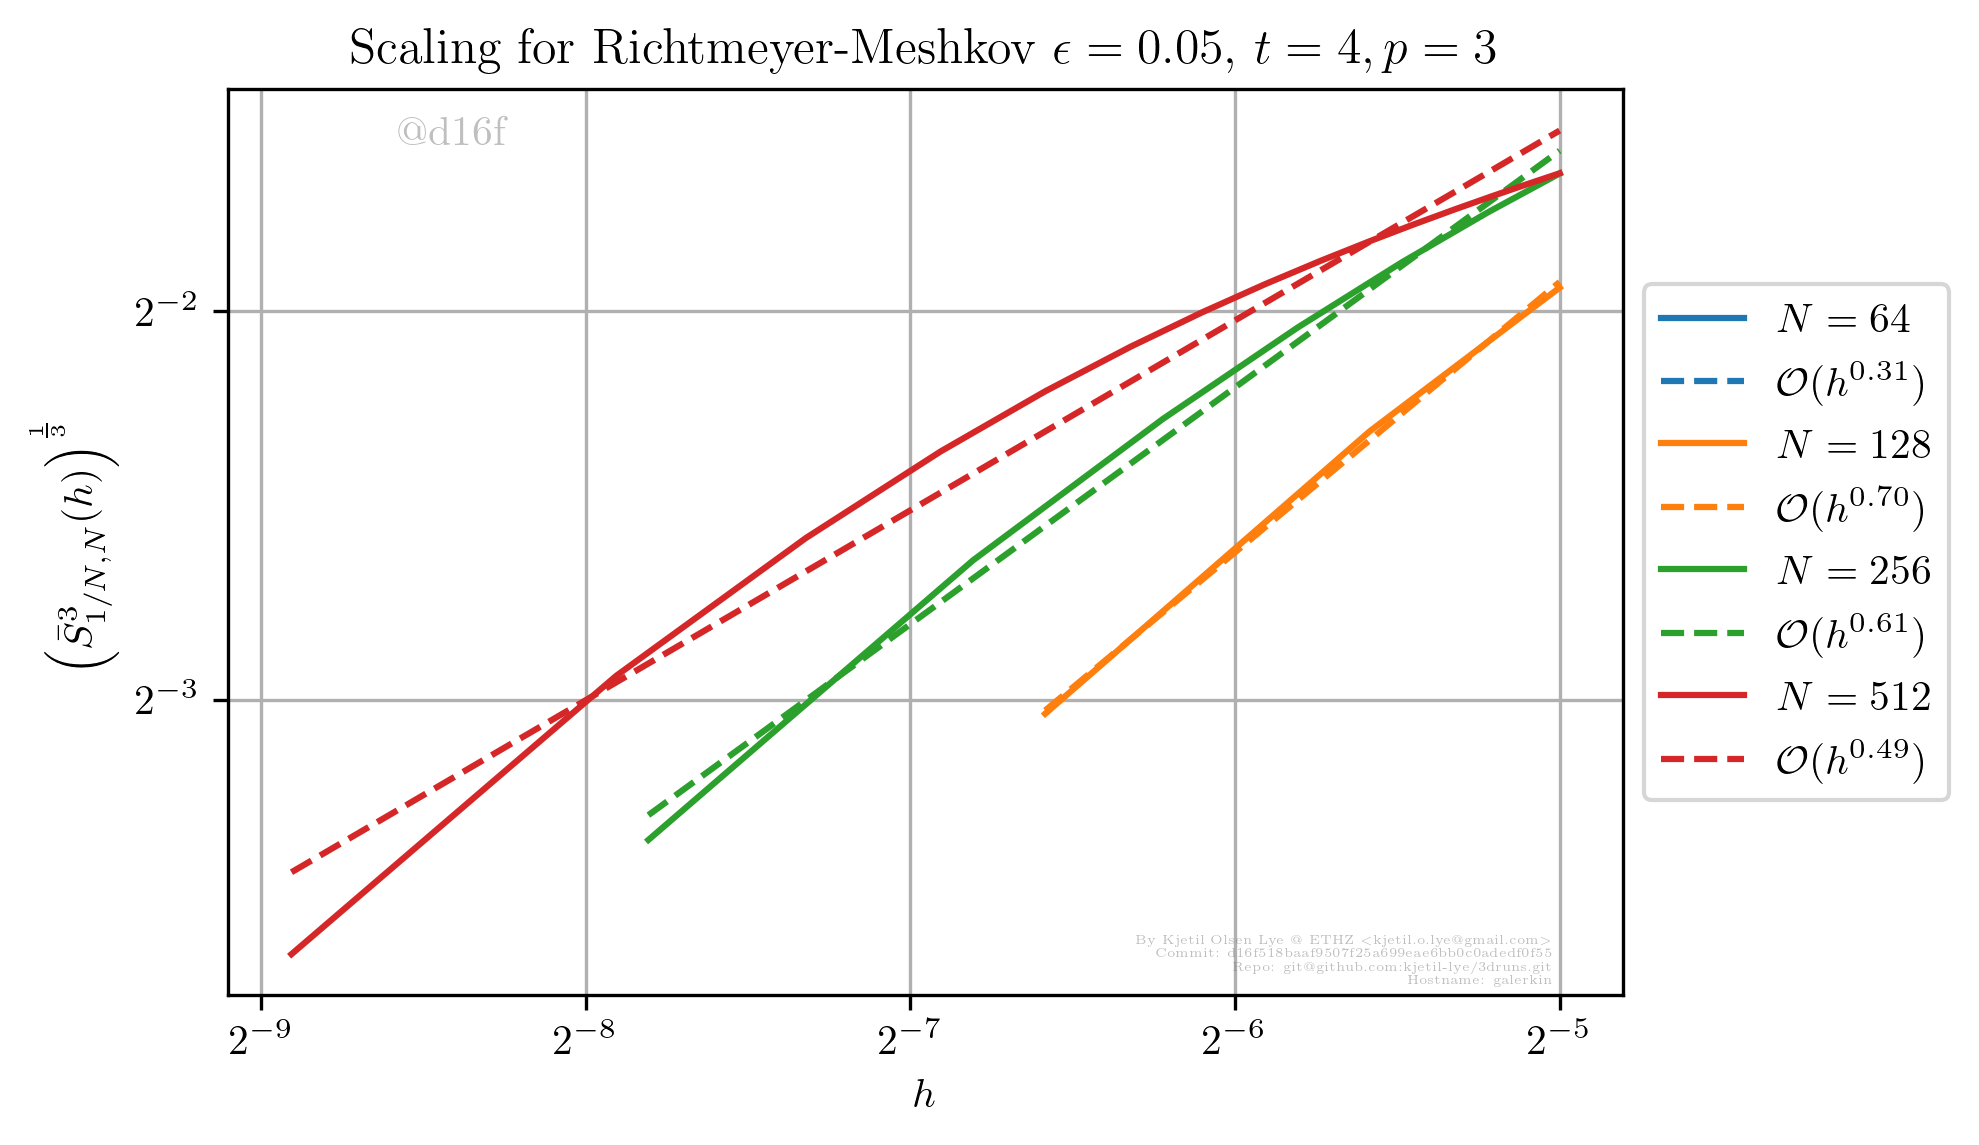 Scaling for Richtmeyer-Meshkov ϵ = 0.05, t = 4, p = 3
@d16f
2^{-2}
2^{-3}
(S̄^3_{1/N,N}(h))^{1/3}
N = 64
O(h^{0.31})
N = 128
O(h^{0.70})
N = 256
O(h^{0.61})
N = 512
O(h^{0.49})
By Kjetil Olsen Lye @ ETHZ <kjetil.o.lye@gmail.com>
Commit: d16f518baaf9507f25a699eae6bb0c0adedf0f55
Repo: git@github.com:kjetil-lye/3druns.git
Hostname: galerkin
2^{-9} 2^{-8} 2^{-7} 2^{-6} 2^{-5}
h